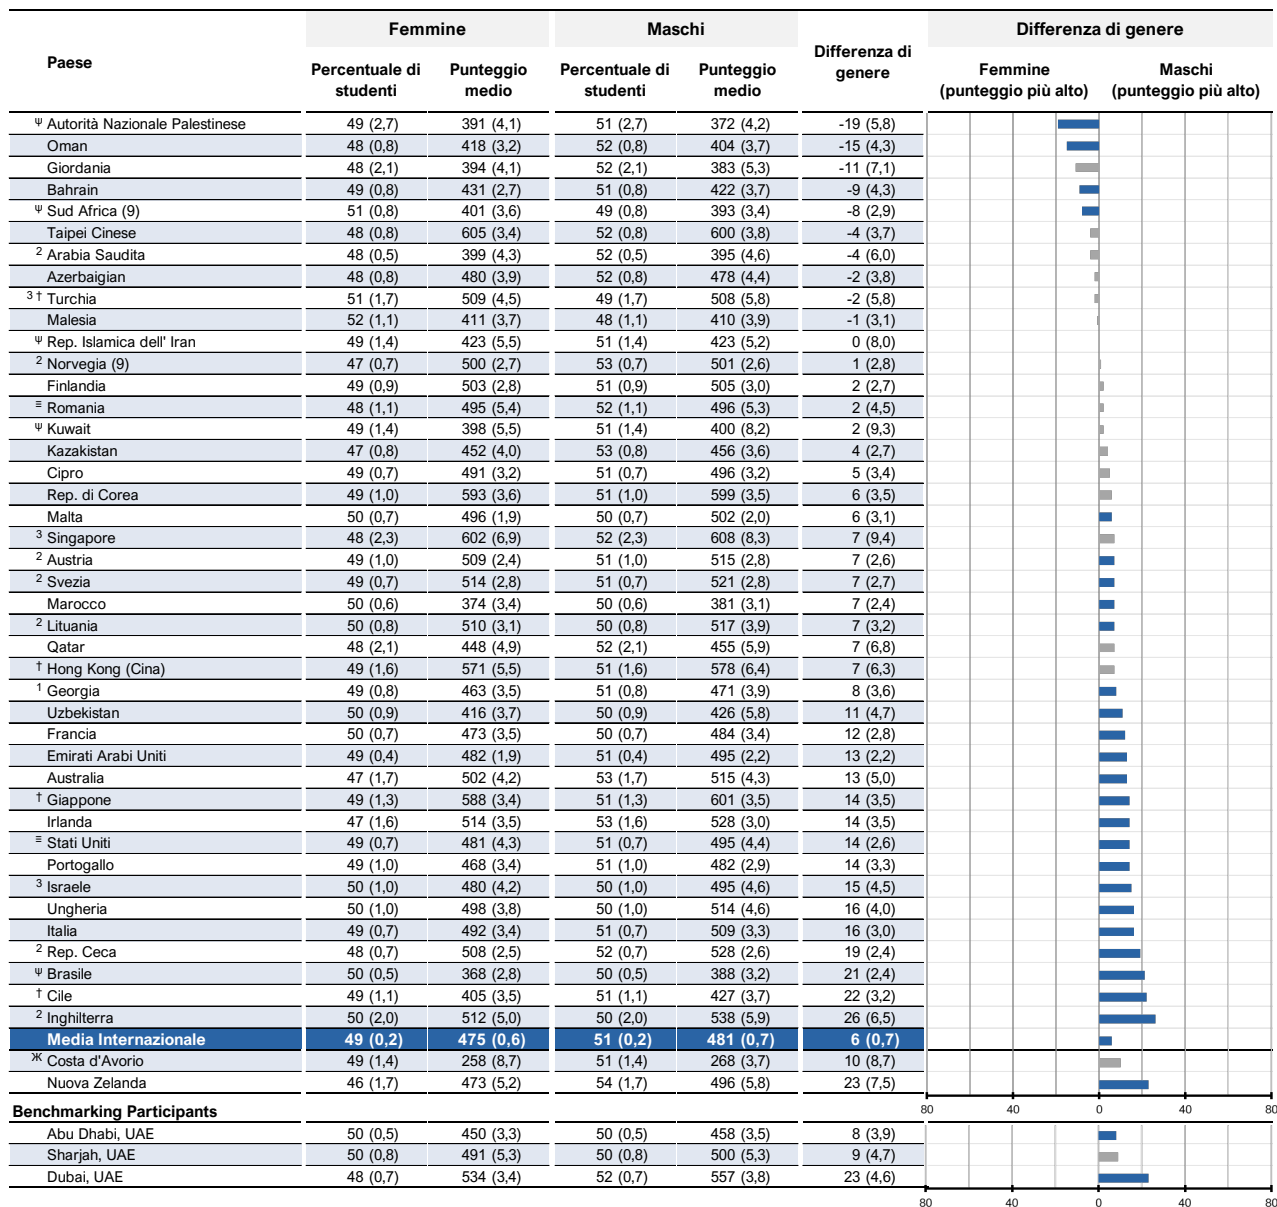 Femmine Maschi Differenza di genere
Paese Differenza di genere
Percentuale di studenti Punteggio medio Percentuale di studenti Punteggio medio Femmine (punteggio più alto) Maschi (punteggio più alto)
ψ Autorità Nazionale Palestinese 49 (2,7) 391 (4,1) 51 (2,7) 372 (4,2) -19 (5,8)
Oman 48 (0,8) 418 (3,2) 52 (0,8) 404 (3,7) -15 (4,3)
Giordania 48 (2,1) 394 (4,1) 52 (2,1) 383 (5,3) -11 (7,1)
Bahrain 49 (0,8) 431 (2,7) 51 (0,8) 422 (3,7) -9 (4,3)
ψ Sud Africa (9) 51 (0,8) 401 (3,6) 49 (0,8) 393 (3,4) -8 (2,9)
Taipei Cinese 48 (0,8) 605 (3,4) 52 (0,8) 600 (3,8) -4 (3,7)
2 Arabia Saudita 48 (0,5) 399 (4,3) 52 (0,5) 395 (4,6) -4 (6,0)
Azerbaigian 48 (0,8) 480 (3,9) 52 (0,8) 478 (4,4) -2 (3,8)
3 † Turchia 51 (1,7) 509 (4,5) 49 (1,7) 508 (5,8) -2 (5,8)
Malesia 52 (1,1) 411 (3,7) 48 (1,1) 410 (3,9) -1 (3,1)
ψ Rep. Islamica dell' Iran 49 (1,4) 423 (5,5) 51 (1,4) 423 (5,2) 0 (8,0)
2 Norvegia (9) 47 (0,7) 500 (2,7) 53 (0,7) 501 (2,6) 1 (2,8)
Finlandia 49 (0,9) 503 (2,8) 51 (0,9) 505 (3,0) 2 (2,7)
≡ Romania 48 (1,1) 495 (5,4) 52 (1,1) 496 (5,3) 2 (4,5)
ψ Kuwait 49 (1,4) 398 (5,5) 51 (1,4) 400 (8,2) 2 (9,3)
Kazakistan 47 (0,8) 452 (4,0) 53 (0,8) 456 (3,6) 4 (2,7)
Cipro 49 (0,7) 491 (3,2) 51 (0,7) 496 (3,2) 5 (3,4)
Rep. di Corea 49 (1,0) 593 (3,6) 51 (1,0) 599 (3,5) 6 (3,5)
Malta 50 (0,7) 496 (1,9) 50 (0,7) 502 (2,0) 6 (3,1)
3 Singapore 48 (2,3) 602 (6,9) 52 (2,3) 608 (8,3) 7 (9,4)
2 Austria 49 (1,0) 509 (2,4) 51 (1,0) 515 (2,8) 7 (2,6)
2 Svezia 49 (0,7) 514 (2,8) 51 (0,7) 521 (2,8) 7 (2,7)
Marocco 50 (0,6) 374 (3,4) 50 (0,6) 381 (3,1) 7 (2,4)
2 Lituania 50 (0,8) 510 (3,1) 50 (0,8) 517 (3,9) 7 (3,2)
Qatar 48 (2,1) 448 (4,9) 52 (2,1) 455 (5,9) 7 (6,8)
† Hong Kong (Cina) 49 (1,6) 571 (5,5) 51 (1,6) 578 (6,4) 7 (6,3)
1 Georgia 49 (0,8) 463 (3,5) 51 (0,8) 471 (3,9) 8 (3,6)
Uzbekistan 50 (0,9) 416 (3,7) 50 (0,9) 426 (5,8) 11 (4,7)
Francia 50 (0,7) 473 (3,5) 50 (0,7) 484 (3,4) 12 (2,8)
Emirati Arabi Uniti 49 (0,4) 482 (1,9) 51 (0,4) 495 (2,2) 13 (2,2)
Australia 47 (1,7) 502 (4,2) 53 (1,7) 515 (4,3) 13 (5,0)
† Giappone 49 (1,3) 588 (3,4) 51 (1,3) 601 (3,5) 14 (3,5)
Irlanda 47 (1,6) 514 (3,5) 53 (1,6) 528 (3,0) 14 (3,5)
≡ Stati Uniti 49 (0,7) 481 (4,3) 51 (0,7) 495 (4,4) 14 (2,6)
Portogallo 49 (1,0) 468 (3,4) 51 (1,0) 482 (2,9) 14 (3,3)
3 Israele 50 (1,0) 480 (4,2) 50 (1,0) 495 (4,6) 15 (4,5)
Ungheria 50 (1,0) 498 (3,8) 50 (1,0) 514 (4,6) 16 (4,0)
Italia 49 (0,7) 492 (3,4) 51 (0,7) 509 (3,3) 16 (3,0)
2 Rep. Ceca 48 (0,7) 508 (2,5) 52 (0,7) 528 (2,6) 19 (2,4)
ψ Brasile 50 (0,5) 368 (2,8) 50 (0,5) 388 (3,2) 21 (2,4)
† Cile 49 (1,1) 405 (3,5) 51 (1,1) 427 (3,7) 22 (3,2)
2 Inghilterra 50 (2,0) 512 (5,0) 50 (2,0) 538 (5,9) 26 (6,5)
Media Internazionale 49 (0,2) 475 (0,6) 51 (0,2) 481 (0,7) 6 (0,7)
Ж Costa d'Avorio 49 (1,4) 258 (8,7) 51 (1,4) 268 (3,7) 10 (8,7)
Nuova Zelanda 46 (1,7) 473 (5,2) 54 (1,7) 496 (5,8) 23 (7,5)
Benchmarking Participants 80 40 0 40 80
Abu Dhabi, UAE 50 (0,5) 450 (3,3) 50 (0,5) 458 (3,5) 8 (3,9)
Sharjah, UAE 50 (0,8) 491 (5,3) 50 (0,8) 500 (5,3) 9 (4,7)
Dubai, UAE 48 (0,7) 534 (3,4) 52 (0,7) 557 (3,8) 23 (4,6)
80 40 0 40 80